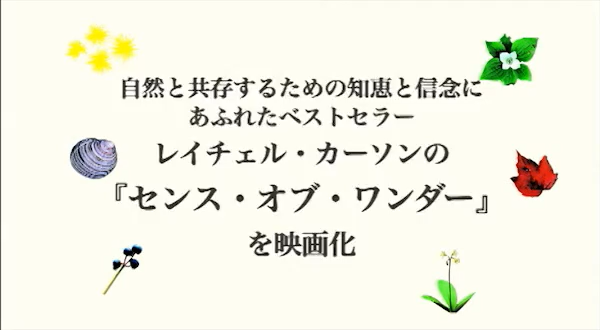 自然と共存するための知恵と信念に
あふれたベストセラー
レイチェル・カーソンの
『センス・オブ・ワンダー』
を映画化